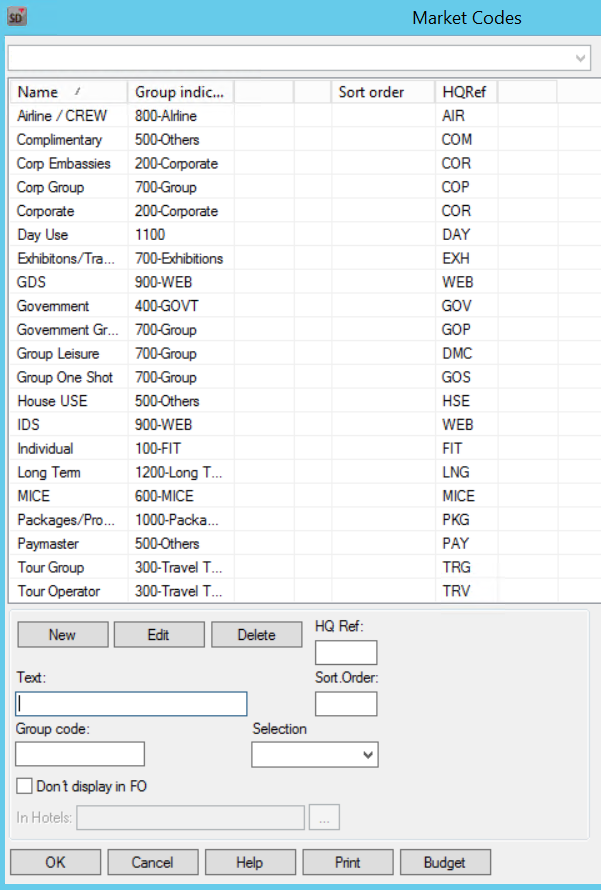 SD
Market Codes
Name Group indic... Sort order HQRef
Airline / CREW 800-AIrline AIR
Complimentary 500-Others COM
Corp Embassies 200-Corporate COR
Corp Group 700-Group COP
Corporate 200-Corporate COR
Day Use 1100 DAY
Exhibitons/Tra... 700-Exhibitions EXH
GDS 900-WEB WEB
Government 400-GOVT GOV
Government Gr... 700-Group GOP
Group Leisure 700-Group DMC
Group One Shot 700-Group GOS
House USE 500-Others HSE
IDS 900-WEB WEB
Individual 100-FIT FIT
Long Term 1200-Long T... LNG
MICE 600-MICE MICE
Packages/Pro... 1000-Packa... PKG
Paymaster 500-Others PAY
Tour Group 300-Travel T... TRG
Tour Operator 300-Travel T... TRV
New Edit Delete HQ Ref:
Text: Sort.Order:
Group code: Selection
Don't display in FO
In Hotels: ...
OK Cancel Help Print Budget